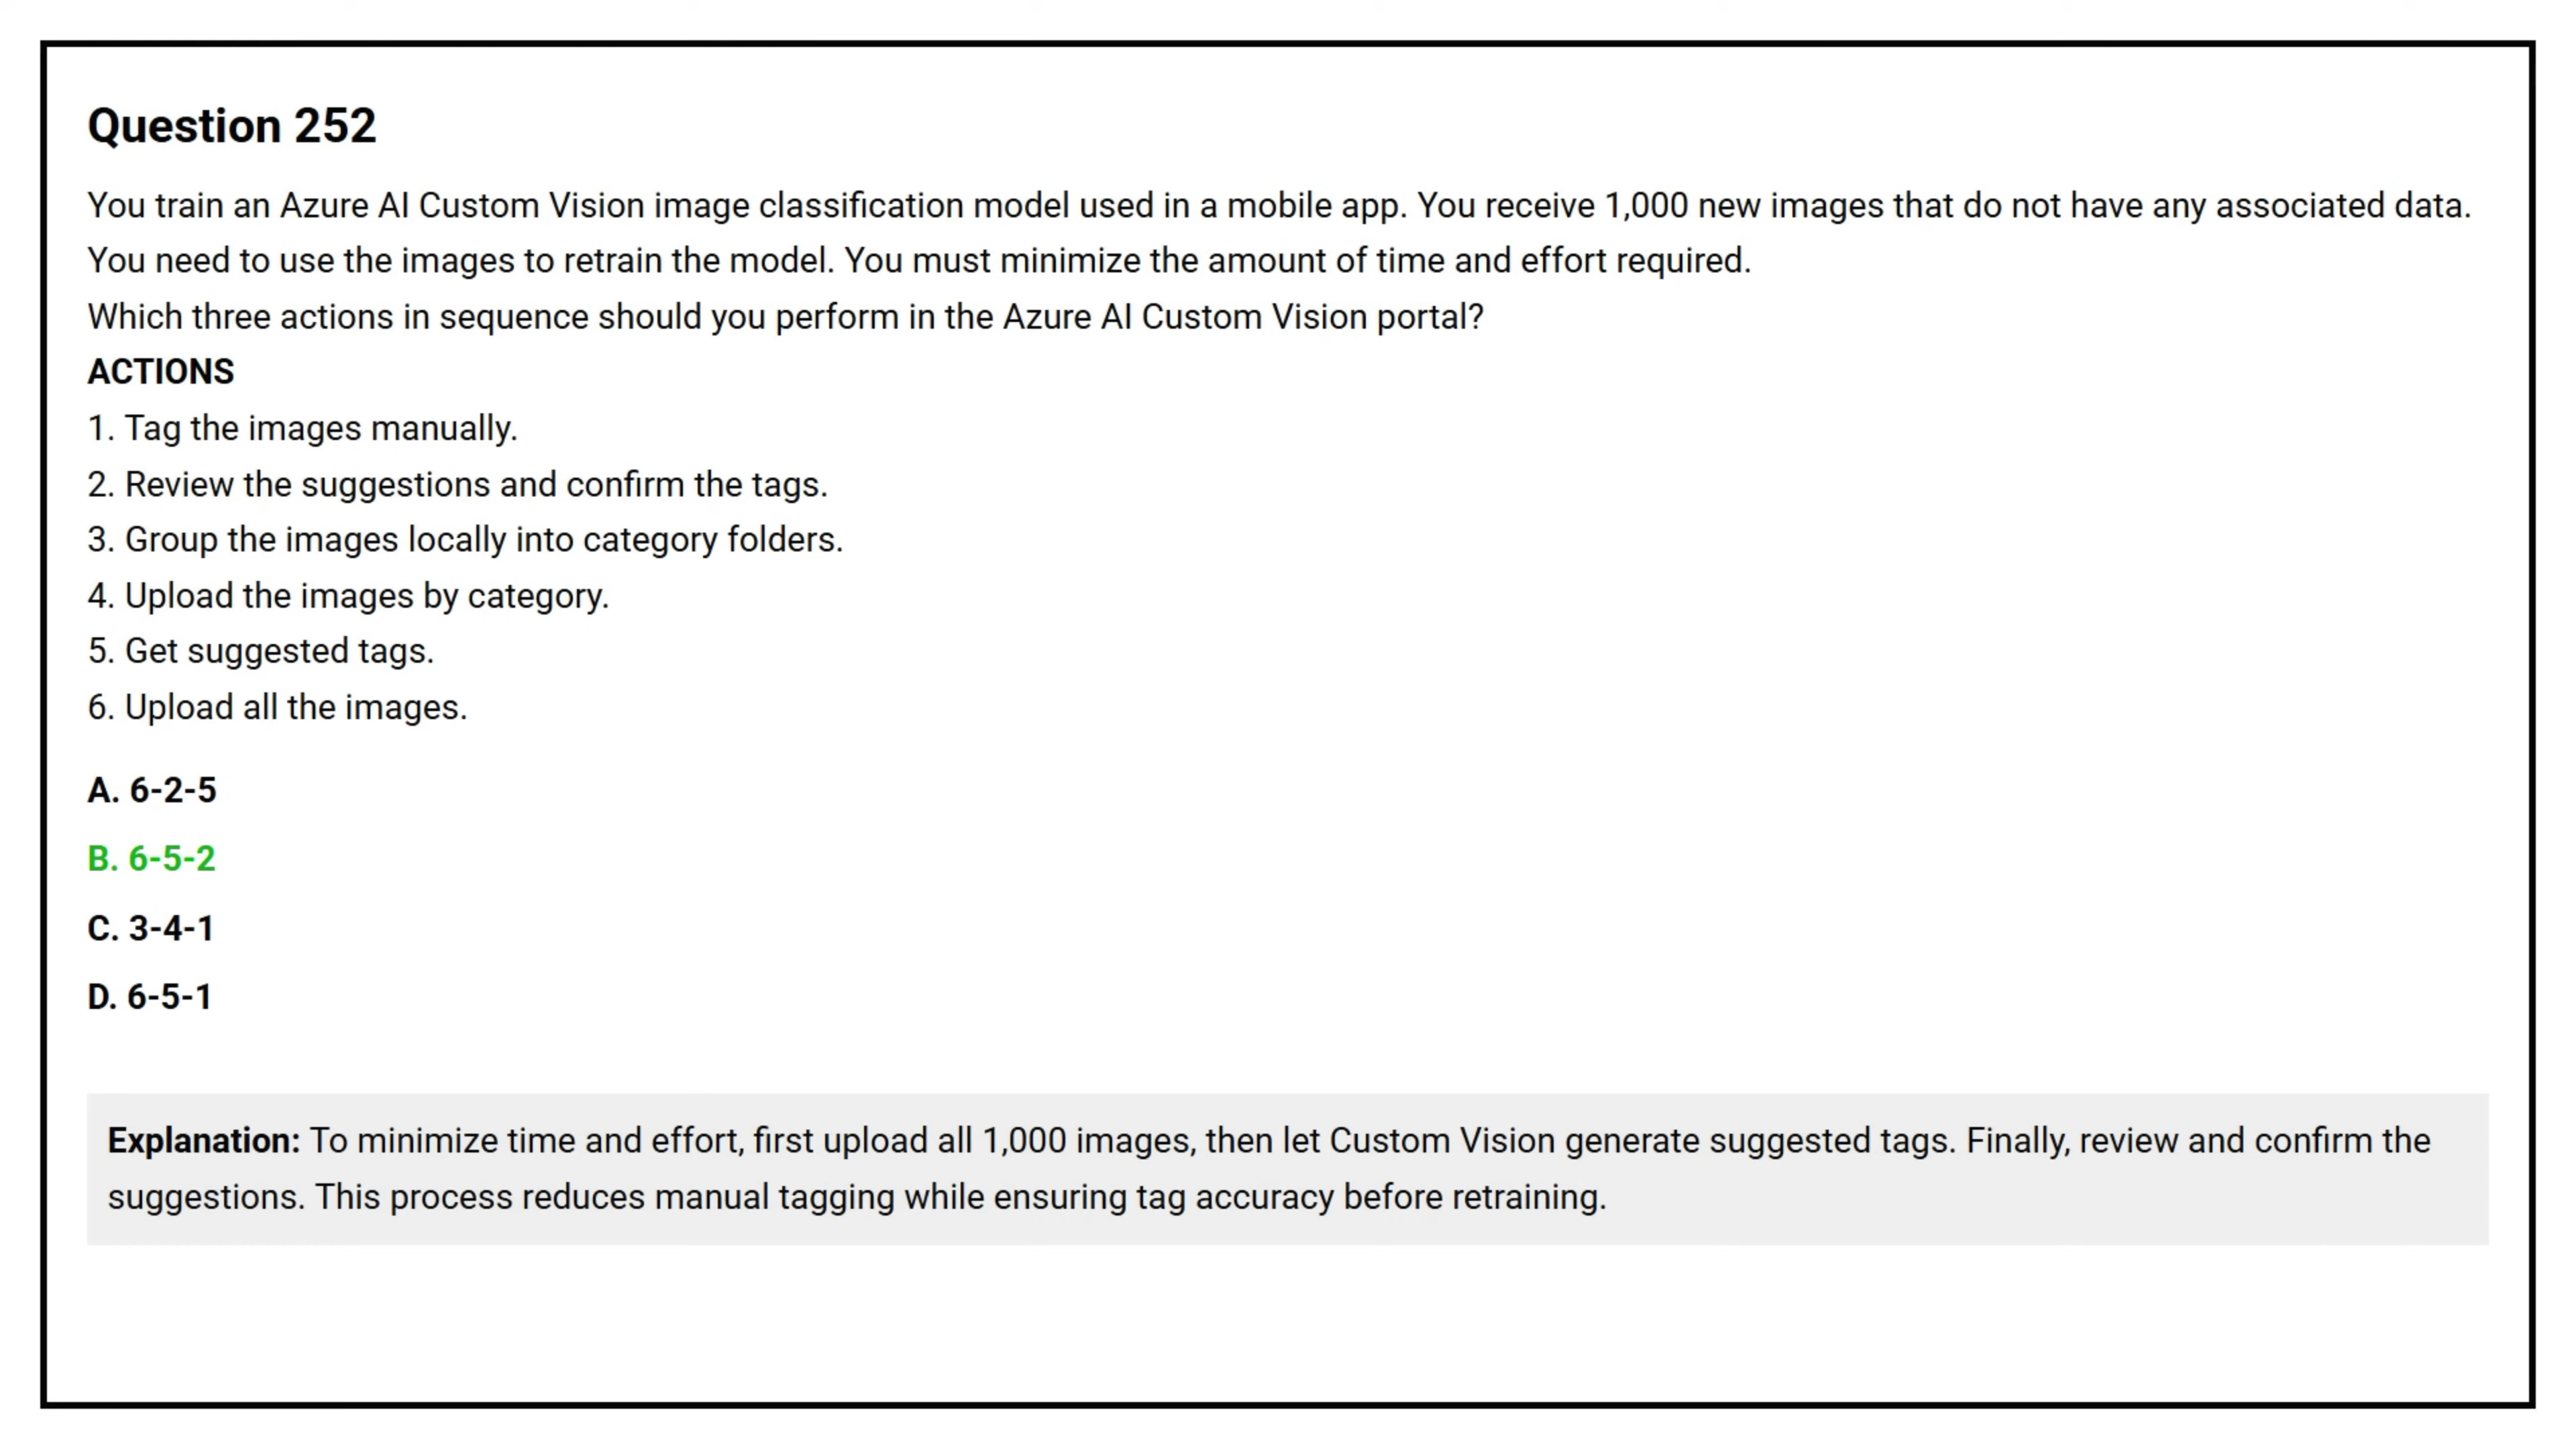 Question 252
You train an Azure AI Custom Vision image classification model used in a mobile app. You receive 1,000 new images that do not have any associated data.
You need to use the images to retrain the model. You must minimize the amount of time and effort required.
Which three actions in sequence should you perform in the Azure AI Custom Vision portal?
ACTIONS
1. Tag the images manually.
2. Review the suggestions and confirm the tags.
3. Group the images locally into category folders.
4. Upload the images by category.
5. Get suggested tags.
6. Upload all the images.
A. 6-2-5
B. 6-5-2
C. 3-4-1
D. 6-5-1
Explanation: To minimize time and effort, first upload all 1,000 images, then let Custom Vision generate suggested tags. Finally, review and confirm the
suggestions. This process reduces manual tagging while ensuring tag accuracy before retraining.